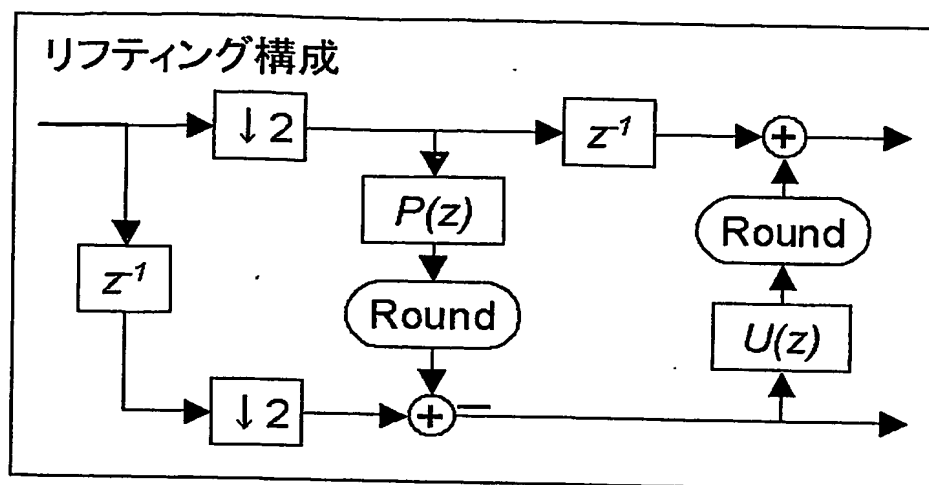 リフティング構成
↓2
z⁻¹
+
P(z)
Round
z⁻¹
Round
U(z)
↓2
+ −